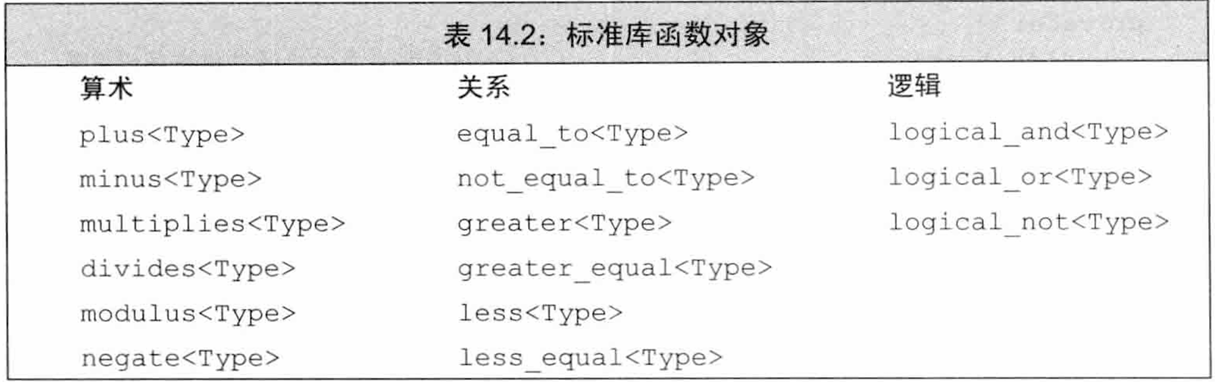 表 14.2：标准库函数对象
算术 关系 逻辑
plus<Type> equal_to<Type> logical_and<Type>
minus<Type> not_equal_to<Type> logical_or<Type>
multiplies<Type> greater<Type> logical_not<Type>
divides<Type> greater_equal<Type>
modulus<Type> less<Type>
negate<Type> less_equal<Type>